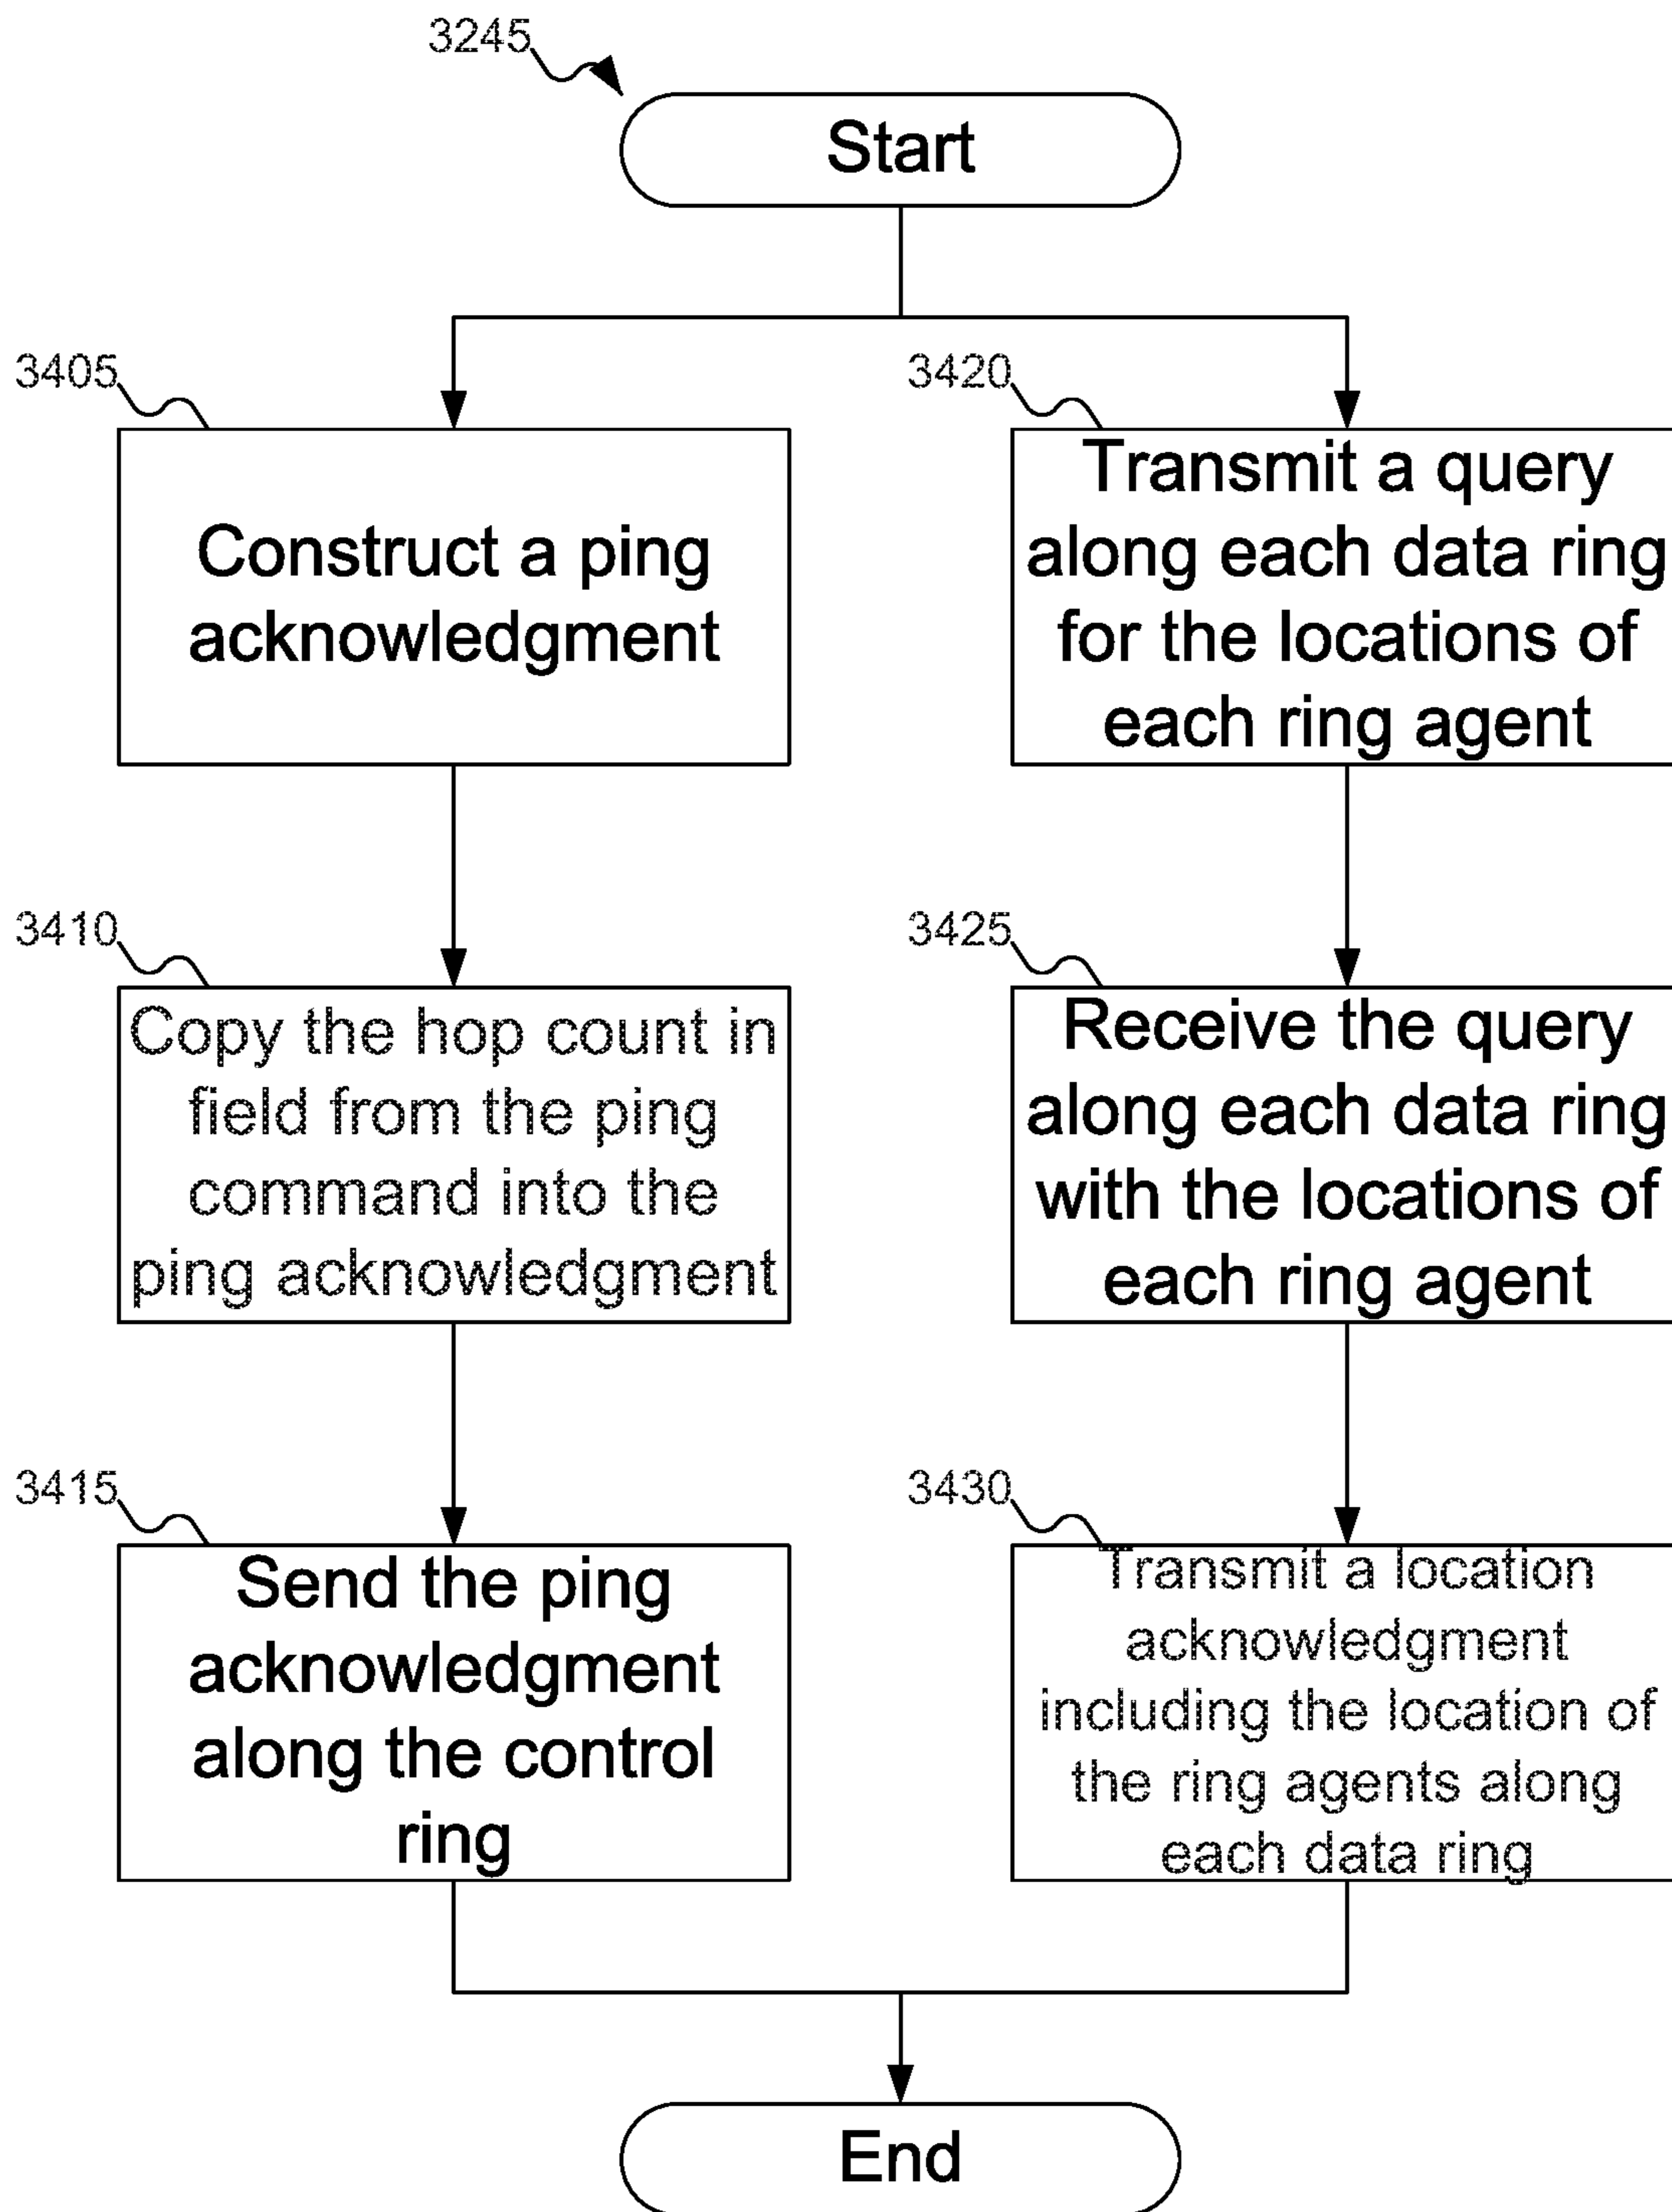 3245
Start
3405
Construct a ping
acknowledgment
3410
Copy the hop count in
field from the ping
command into the
ping acknowledgment
3415
Send the ping
acknowledgment
along the control
ring
3420
Transmit a query
along each data ring
for the locations of
each ring agent
3425
Receive the query
along each data ring
with the locations of
each ring agent
3430
Transmit a location
acknowledgment
including the location of
the ring agents along
each data ring
End